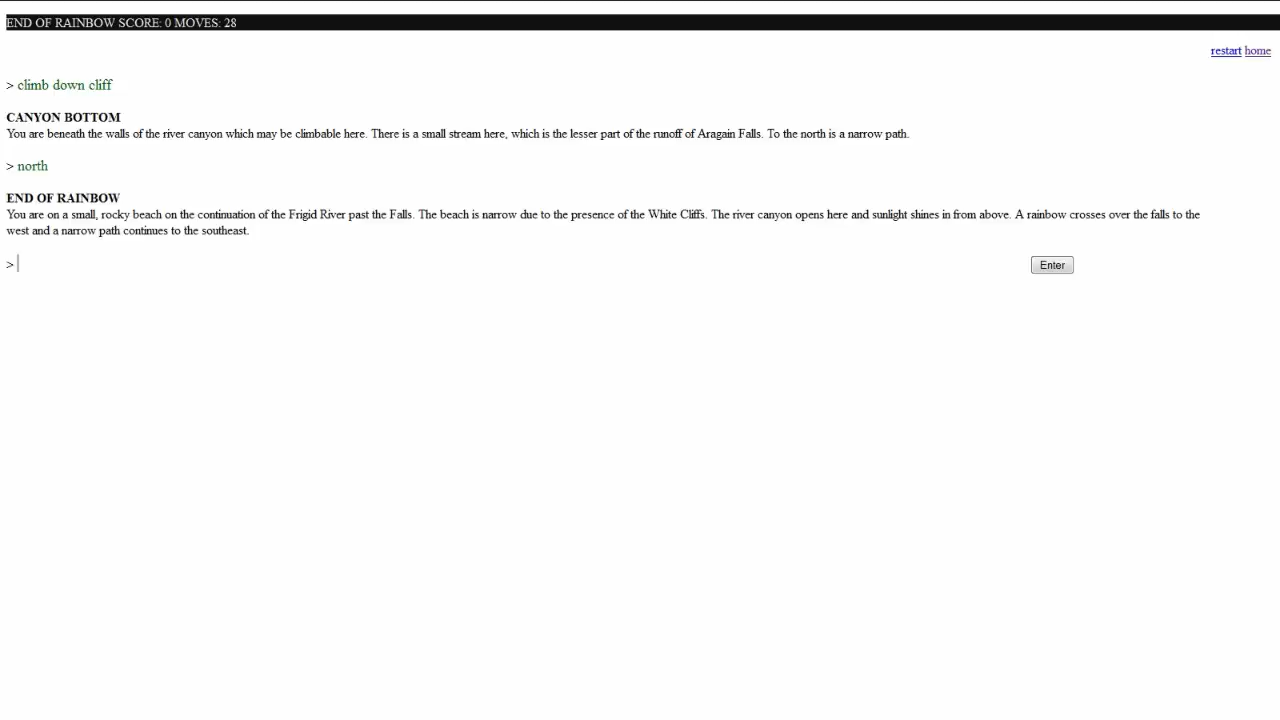 END OF RAINBOW SCORE: 0 MOVES: 28
restart home
> climb down cliff
CANYON BOTTOM
You are beneath the walls of the river canyon which may be climbable here. There is a small stream here, which is the lesser part of the runoff of Aragain Falls. To the north is a narrow path.
> north
END OF RAINBOW
You are on a small, rocky beach on the continuation of the Frigid River past the Falls. The beach is narrow due to the presence of the White Cliffs. The river canyon opens here and sunlight shines in from above. A rainbow crosses over the falls to the
west and a narrow path continues to the southeast.
>
Enter